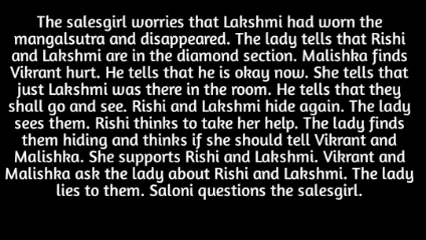 The salesgirl worries that Lakshmi had worn the
mangalsutra and disappeared. The lady tells that Rishi
and Lakshmi are in the diamond section. Malishka finds
Vikrant hurt. He tells that he is okay now. She tells that
just Lakshmi was there in the room. He tells that they
shall go and see. Rishi and Lakshmi hide again. The lady
sees them. Rishi thinks to take her help. The lady finds
them hiding and thinks if she should tell Vikrant and
Malishka. She supports Rishi and Lakshmi. Vikrant and
Malishka ask the lady about Rishi and Lakshmi. The lady
lies to them. Saloni questions the salesgirl.